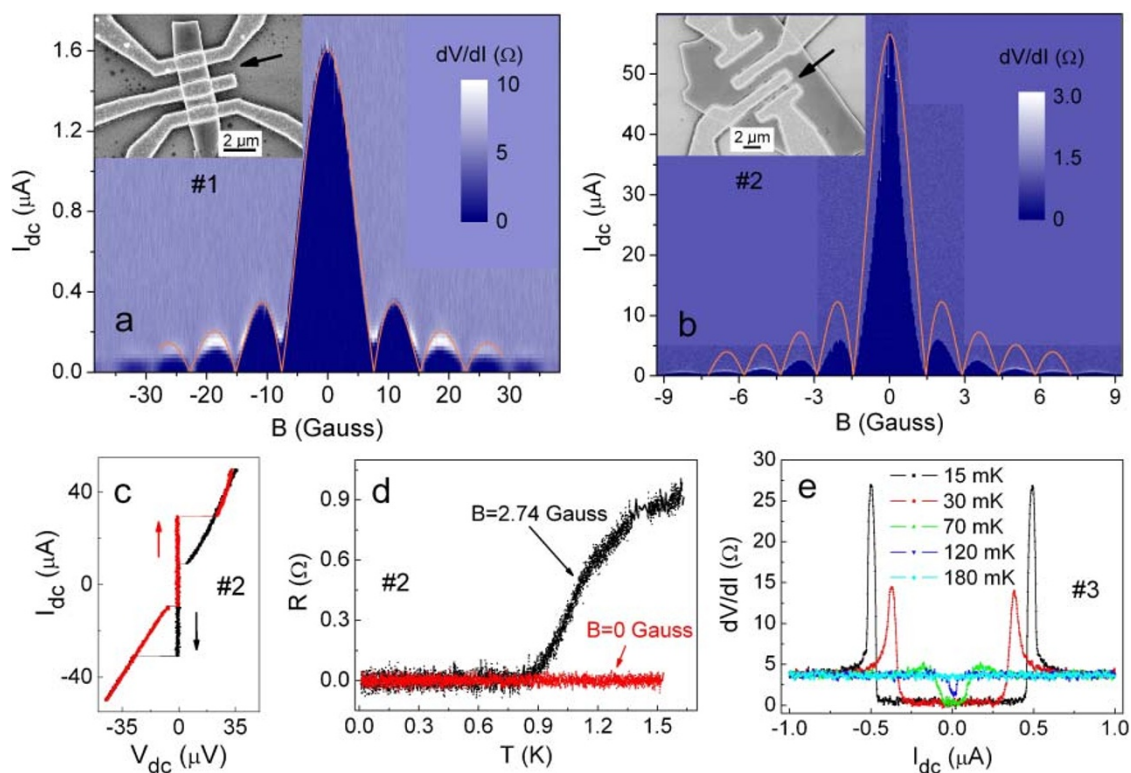 1.6
1.2
0.8
0.4
0.0
I_dc (μA)
2 μm
#1
dV/dI (Ω)
10
5
0
a
-30 -20 -10 0 10 20 30
B (Gauss)
50
40
30
20
10
0
I_dc (μA)
2 μm
#2
dV/dI (Ω)
3.0
1.5
0
b
-9 -6 -3 0 3 6 9
B (Gauss)
c
40
0
-40
I_dc (μA)
#2
-35 0 35
V_dc (μV)
d
0.9
0.6
0.3
0.0
R (Ω)
B=2.74 Gauss
#2
B=0 Gauss
0.0 0.3 0.6 0.9 1.2 1.5
T (K)
e
30
25
20
15
10
5
0
dV/dI (Ω)
15 mK
30 mK
70 mK
120 mK
180 mK
#3
-1.0 -0.5 0.0 0.5 1.0
I_dc (μA)